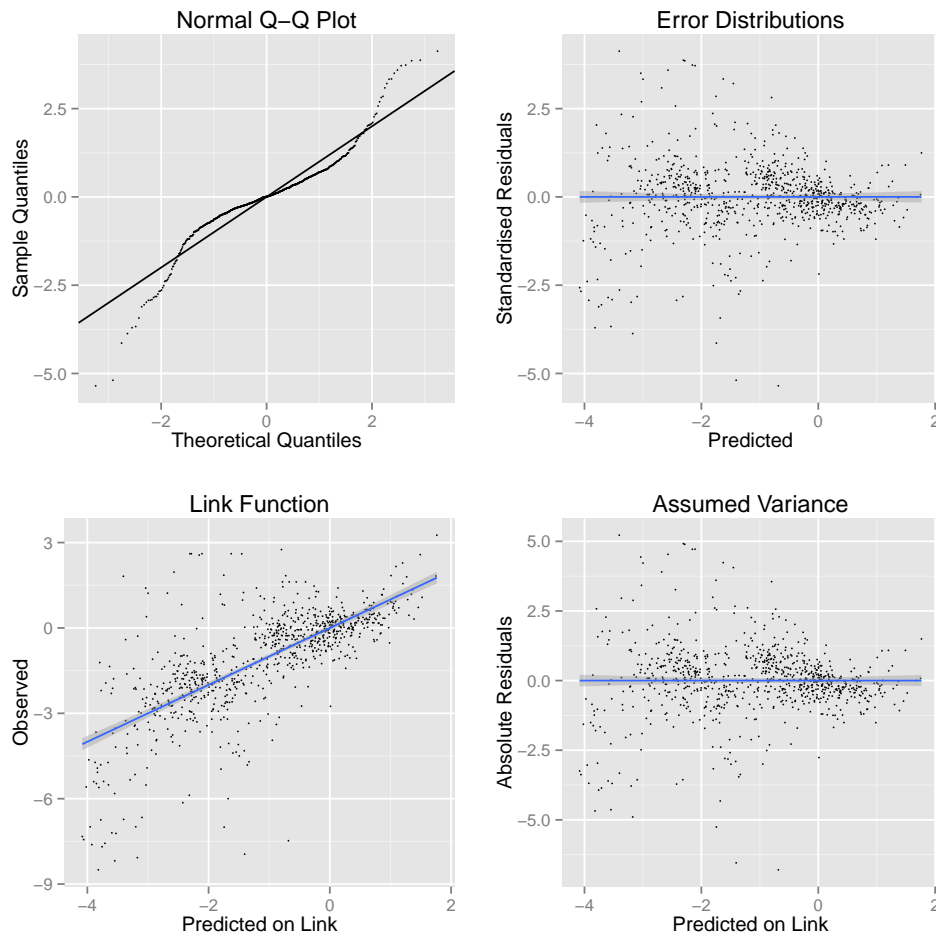 Normal Q−Q Plot
2.5
0.0
−2.5
−5.0
−2
0
2
Theoretical Quantiles
Sample Quantiles
Error Distributions
2.5
0.0
−2.5
−5.0
−4
−2
0
2
Predicted
Standardised Residuals
Link Function
3
0
−3
−6
−9
−4
−2
0
2
Predicted on Link
Observed
Assumed Variance
5.0
2.5
0.0
−2.5
−5.0
−4
−2
0
2
Predicted on Link
Absolute Residuals